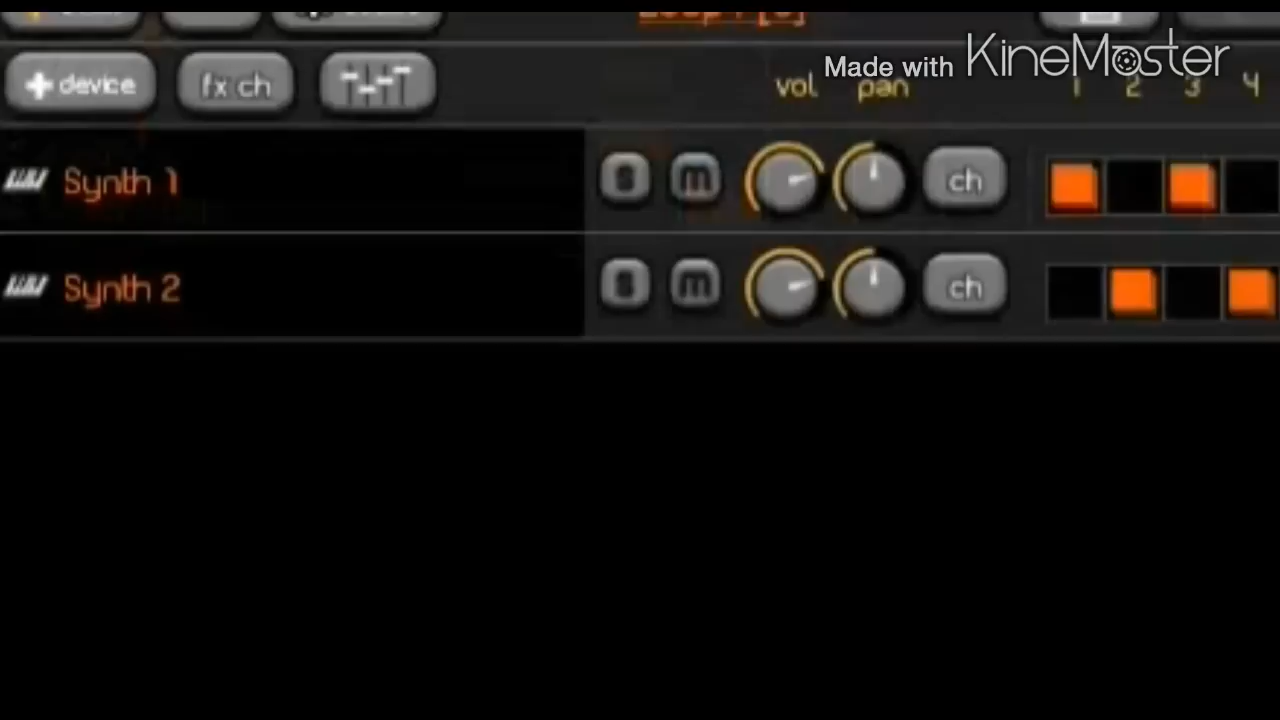 Made with KineMaster
device fx ch vol pan 1 2 3 4
Synth 1 s m ch
Synth 2 s m ch